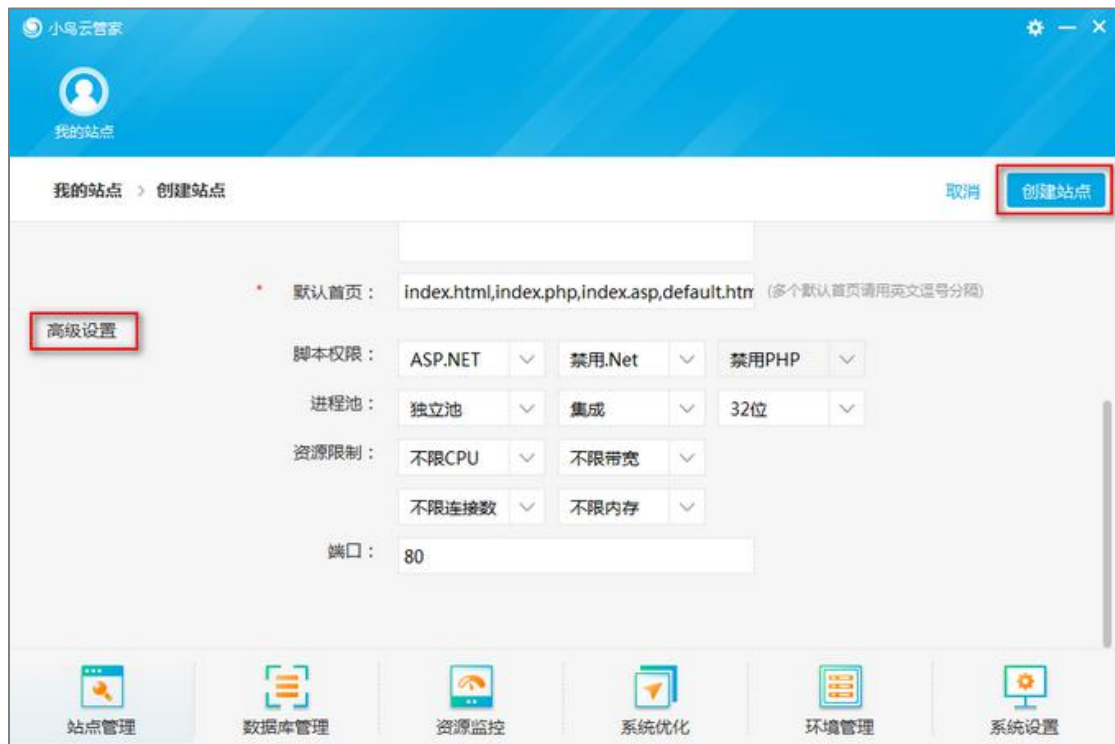 小鸟云管家
我的站点
我的站点 > 创建站点 取消 创建站点
* 默认首页： index.html,index.php,index.asp,default.htm (多个默认首页请用英文逗号分隔)
高级设置
脚本权限： ASP.NET 禁用.Net 禁用PHP
进程池： 独立池 集成 32位
资源限制： 不限CPU 不限带宽
不限连接数 不限内存
端口： 80
站点管理 数据库管理 资源监控 系统优化 环境管理 系统设置